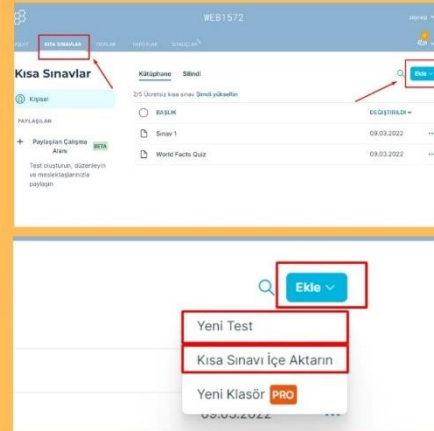 WEB1572
KISA SINAVLAR
Kısa Sınavlar
Kütüphane Silindi
Ekle
Kişisel
2/5 Ücretsiz kısa sınav Şimdi yükseltin
BAŞLIK DEĞİŞTİRİLDİ
PAYLAŞILAN
Sınav 1 09.03.2022
+ Paylaşılan Çalışma Alanı BETA
World Facts Quiz 09.03.2022
Test oluşturun, düzenleyin
ve meslektaşlarınızla
paylaşın
Ekle
Yeni Test
Kısa Sınavı İçe Aktarın
Yeni Klasör PRO
09.03.2022